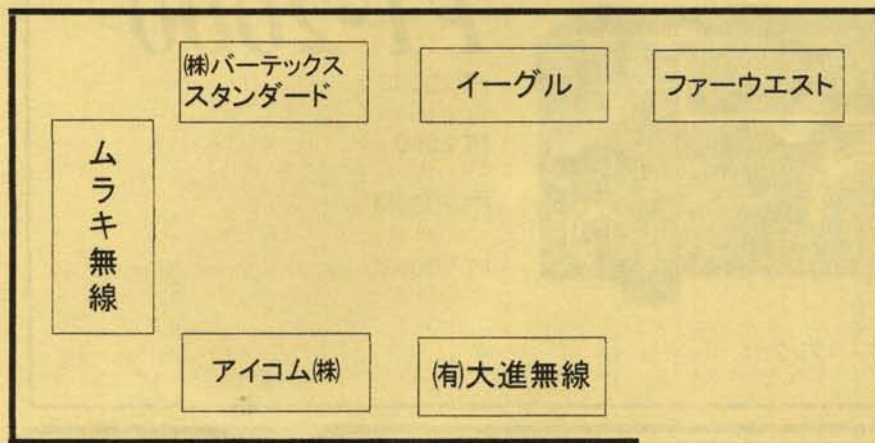 ㈱バーテックス
スタンダード
イーグル
ファーウエスト
ムラキ無線
アイコム㈱
㈲大進無線